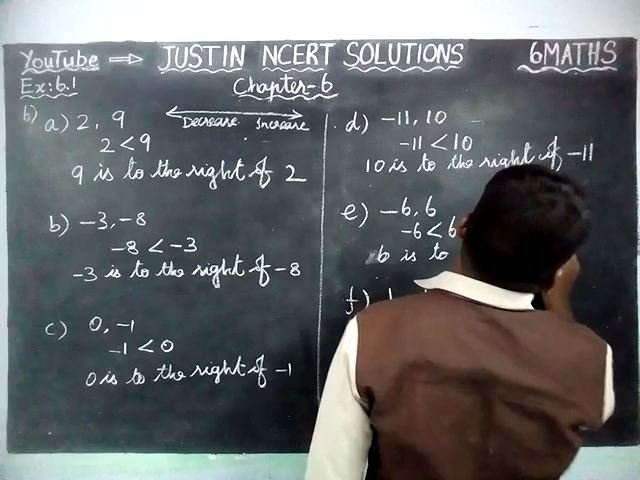 YouTube → JUSTIN NCERT SOLUTIONS 6MATHS
Ex:6.1 Chapter-6
b)
Decrease Increase
a) 2, 9
2 < 9
9 is to the right of 2
b) -3, -8
-8 < -3
-3 is to the right of -8
c) 0, -1
-1 < 0
0 is to the right of -1
d) -11, 10
-11 < 10
10 is to the right of -11
e) -6, 6
-6 < 6
6 is to
f) 1